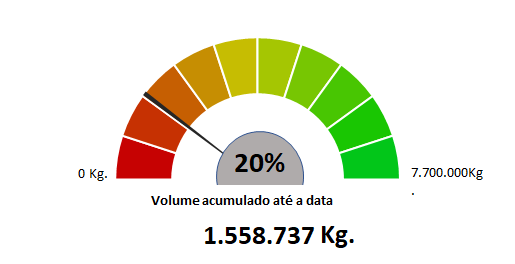 20%
0 Kg.
7.700.000Kg
.
Volume acumulado até a data
1.558.737 Kg.